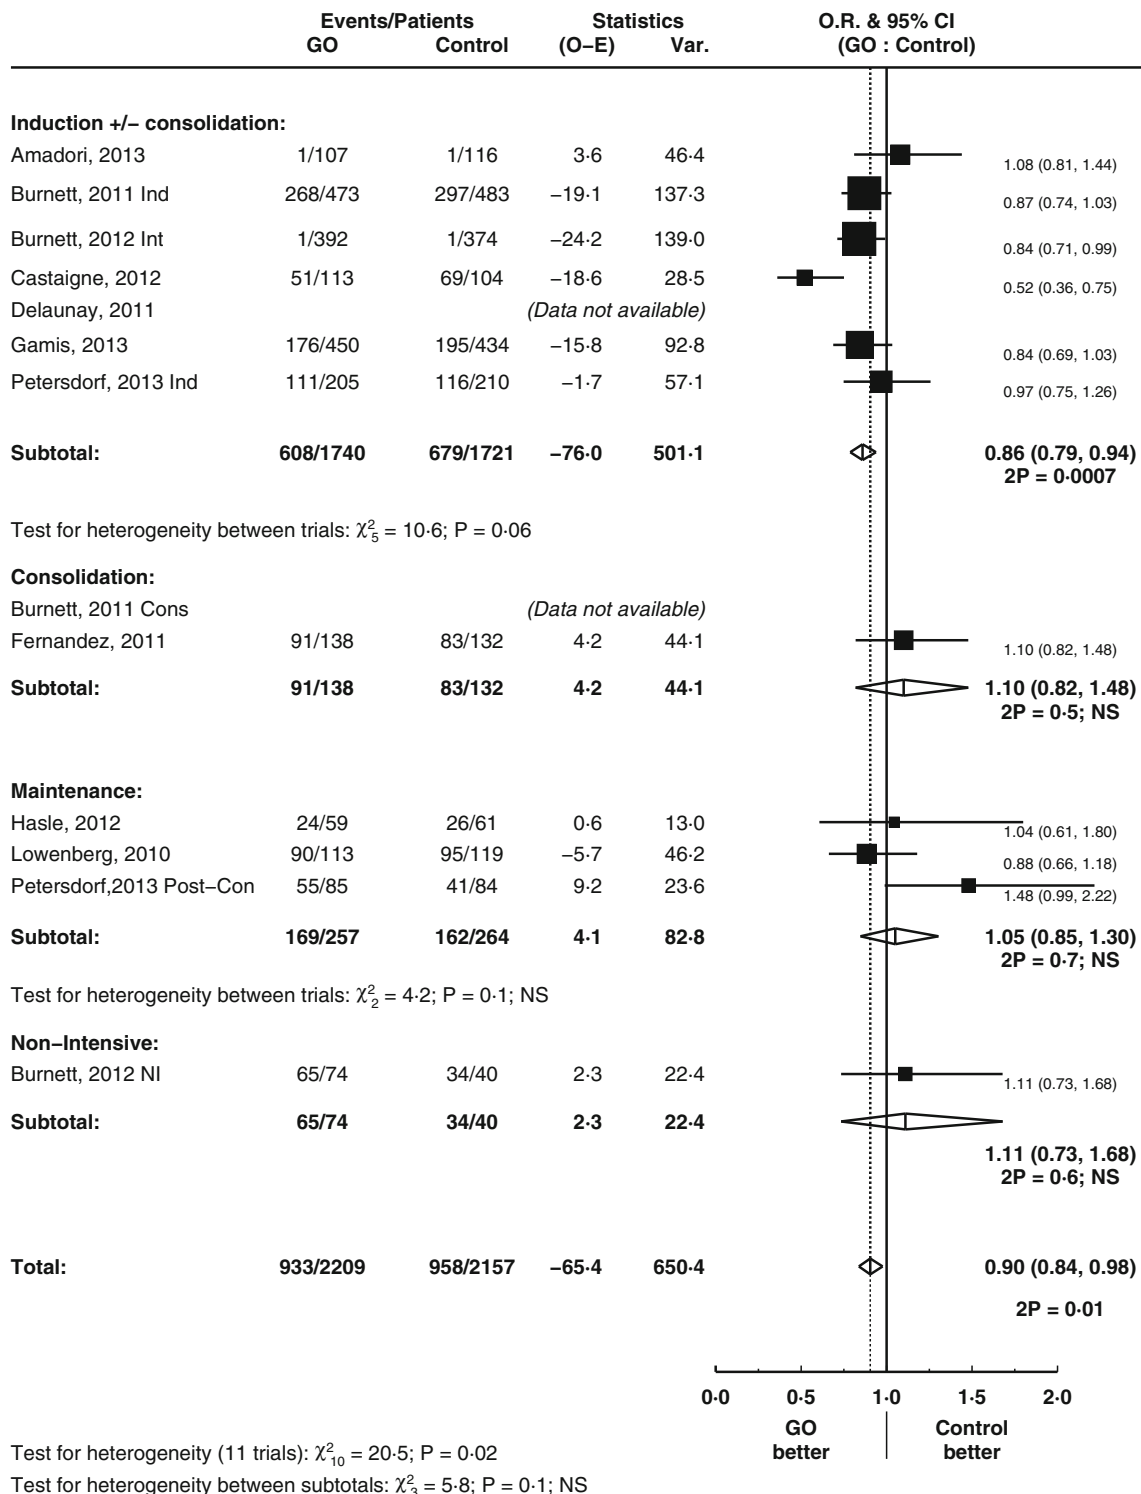 Events/Patients Statistics O.R. & 95% CI
GO Control (O–E) Var. (GO : Control)
Induction +/– consolidation:
Amadori, 2013 1/107 1/116 3·6 46·4 1.08 (0.81, 1.44)
Burnett, 2011 Ind 268/473 297/483 –19·1 137·3 0.87 (0.74, 1.03)
Burnett, 2012 Int 1/392 1/374 –24·2 139·0 0.84 (0.71, 0.99)
Castaigne, 2012 51/113 69/104 –18·6 28·5 0.52 (0.36, 0.75)
Delaunay, 2011 (Data not available)
Gamis, 2013 176/450 195/434 –15·8 92·8 0.84 (0.69, 1.03)
Petersdorf, 2013 Ind 111/205 116/210 –1·7 57·1 0.97 (0.75, 1.26)
Subtotal: 608/1740 679/1721 –76·0 501·1 0.86 (0.79, 0.94)
2P = 0·0007
Test for heterogeneity between trials: χ²₅ = 10·6; P = 0·06
Consolidation:
Burnett, 2011 Cons (Data not available)
Fernandez, 2011 91/138 83/132 4·2 44·1 1.10 (0.82, 1.48)
Subtotal: 91/138 83/132 4·2 44·1 1.10 (0.82, 1.48)
2P = 0·5; NS
Maintenance:
Hasle, 2012 24/59 26/61 0·6 13·0 1.04 (0.61, 1.80)
Lowenberg, 2010 90/113 95/119 –5·7 46·2 0.88 (0.66, 1.18)
Petersdorf,2013 Post–Con 55/85 41/84 9·2 23·6 1.48 (0.99, 2.22)
Subtotal: 169/257 162/264 4·1 82·8 1.05 (0.85, 1.30)
2P = 0·7; NS
Test for heterogeneity between trials: χ²₂ = 4·2; P = 0·1; NS
Non–Intensive:
Burnett, 2012 NI 65/74 34/40 2·3 22·4 1.11 (0.73, 1.68)
Subtotal: 65/74 34/40 2·3 22·4
1.11 (0.73, 1.68)
2P = 0·6; NS
Total: 933/2209 958/2157 –65·4 650·4 0.90 (0.84, 0.98)
2P = 0·01
0·0 0·5 1·0 1·5 2·0
GO Control
better better
Test for heterogeneity (11 trials): χ²₁₀ = 20·5; P = 0·02
Test for heterogeneity between subtotals: χ²₃ = 5·8; P = 0·1; NS